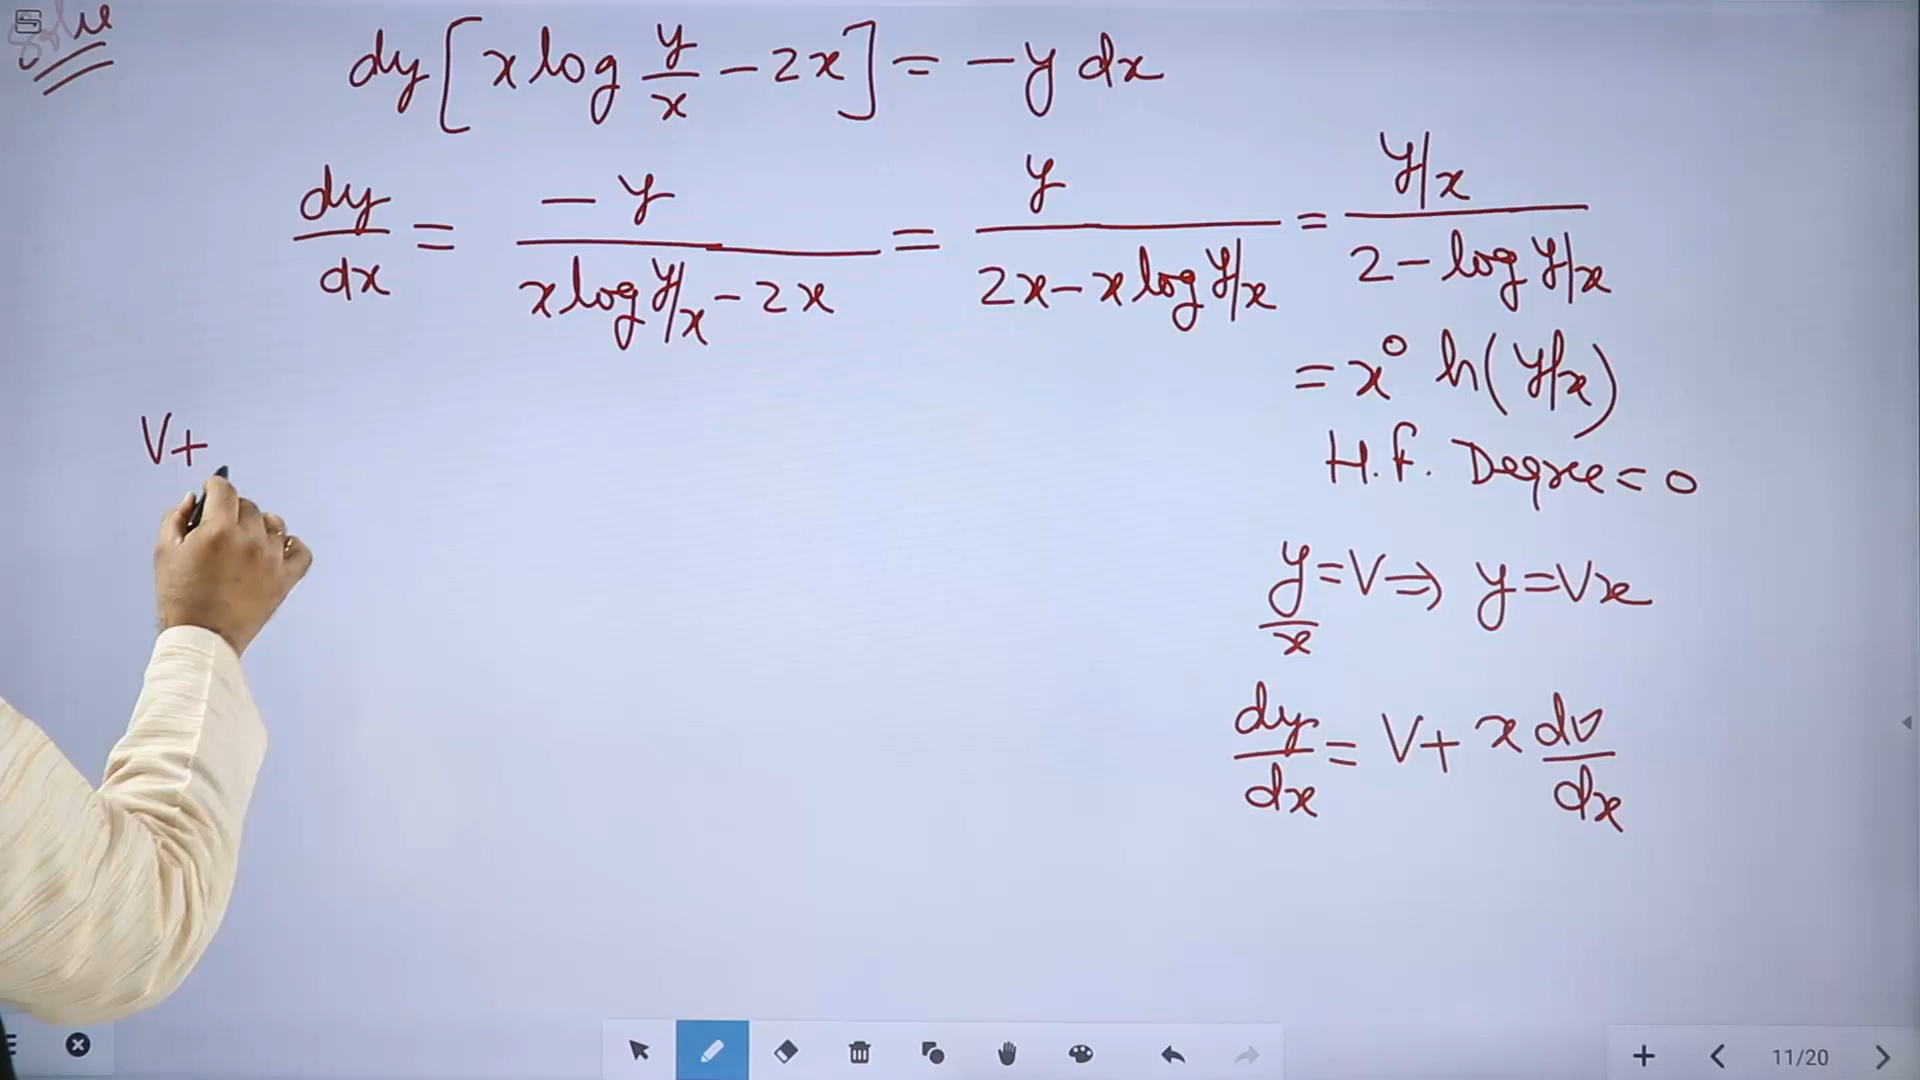 dy[x log y/x - 2x] = -y dx
dy/dx = -y/(x log y/x - 2x) = y/(2x - x log y/x) = (y/x)/(2 - log y/x)
= x⁰ h(y/x)
H.f. Degree = 0
V+
y/x = V ⇒ y = Vx
dy/dx = V + x dv/dx
11/20